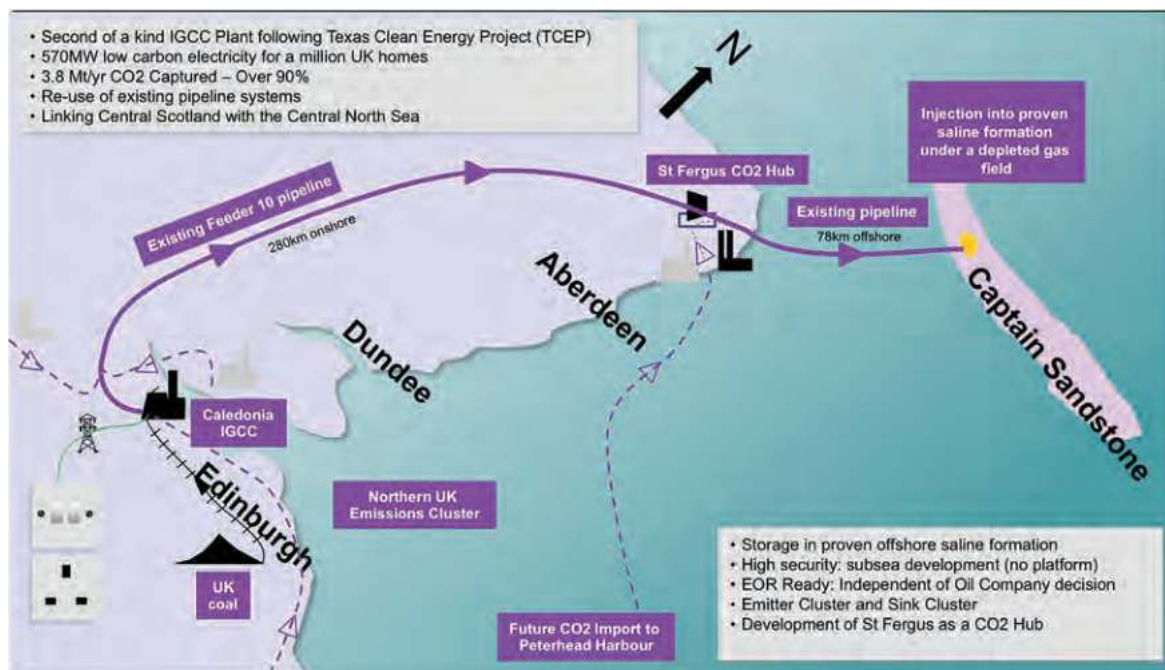 • Second of a kind IGCC Plant following Texas Clean Energy Project (TCEP)
• 570MW low carbon electricity for a million UK homes
• 3.8 Mt/yr CO2 Captured – Over 90%
• Re-use of existing pipeline systems
• Linking Central Scotland with the Central North Sea
N
Injection into proven
saline formation
under a depleted gas
field
St Fergus CO2 Hub
Existing Feeder 10 pipeline
280km onshore
Existing pipeline
78km offshore
Aberdeen
Dundee
Captain Sandstone
Caledonia
IGCC
Edinburgh
Northern UK
Emissions Cluster
UK
coal
Future CO2 Import to
Peterhead Harbour
• Storage in proven offshore saline formation
• High security: subsea development (no platform)
• EOR Ready: Independent of Oil Company decision
• Emitter Cluster and Sink Cluster
• Development of St Fergus as a CO2 Hub